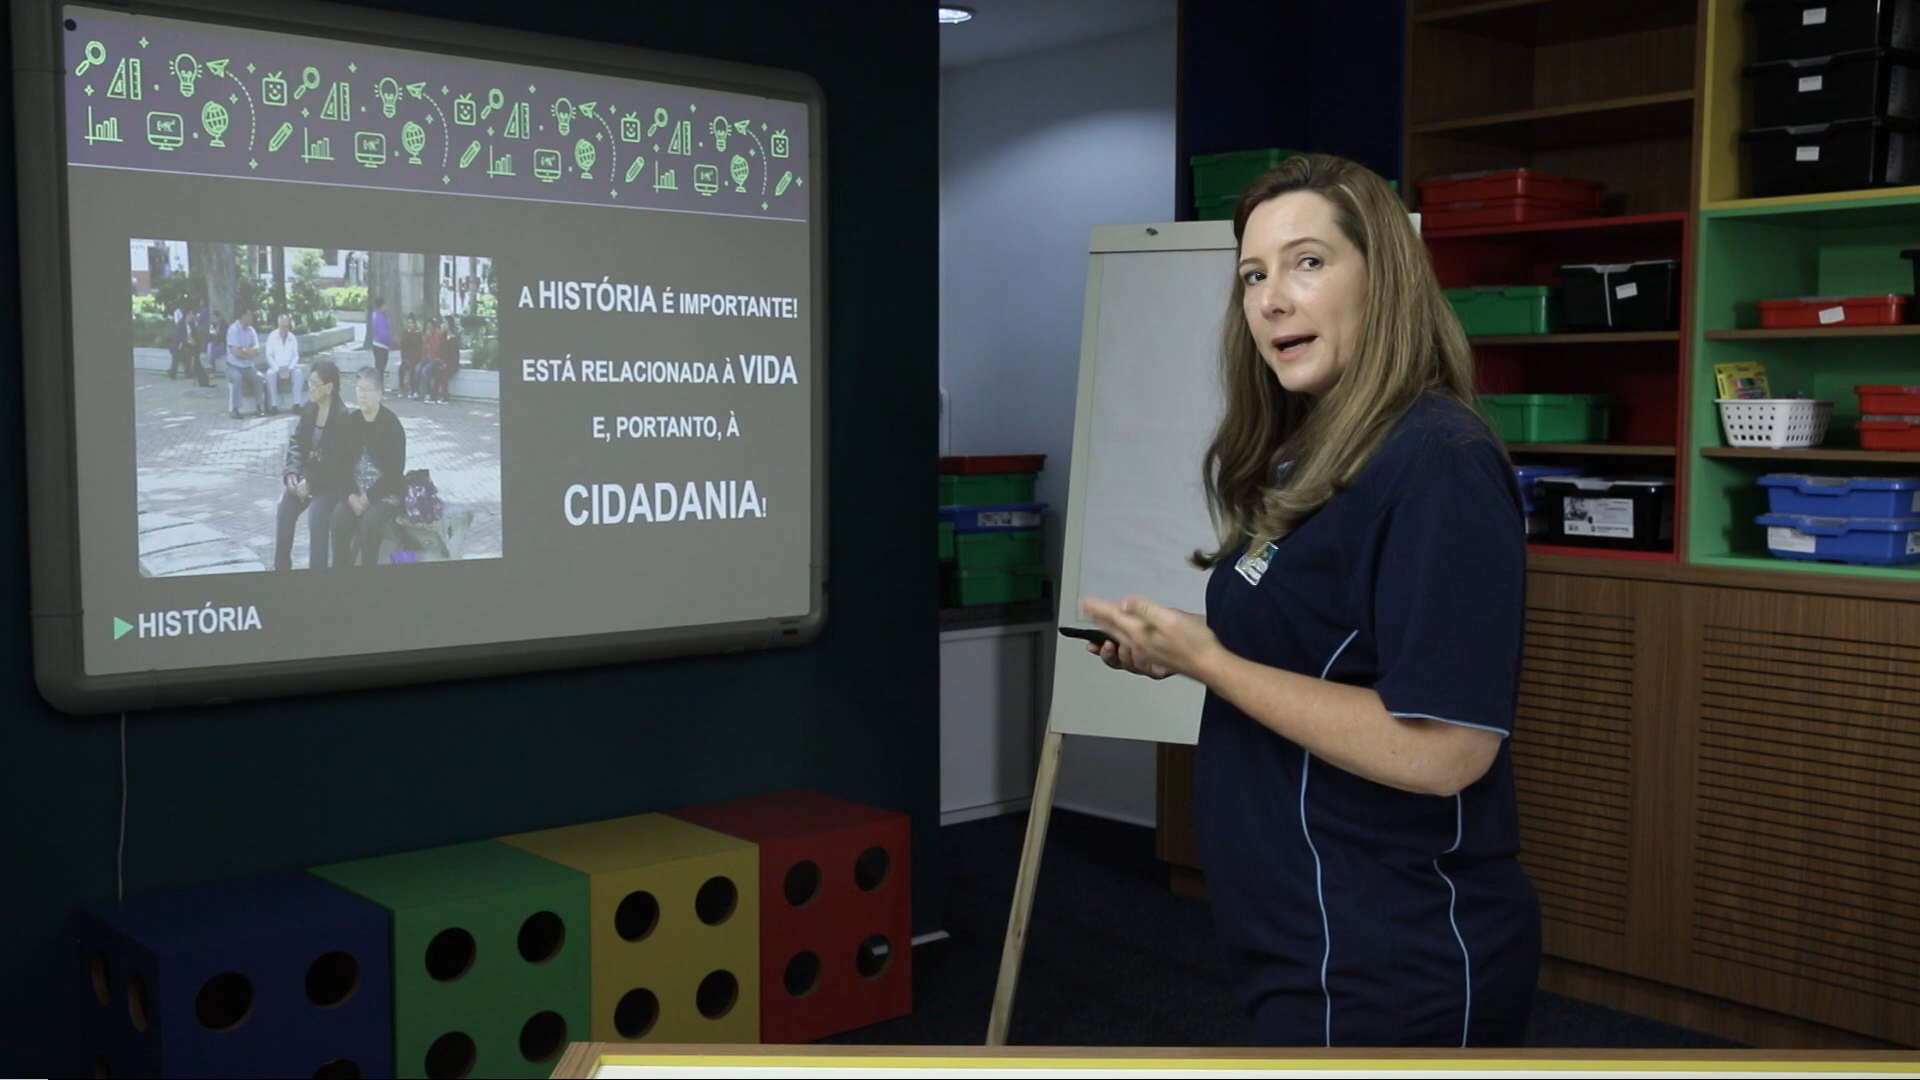 A HISTÓRIA É IMPORTANTE!
ESTÁ RELACIONADA À VIDA
E, PORTANTO, À
CIDADANIA!
HISTÓRIA